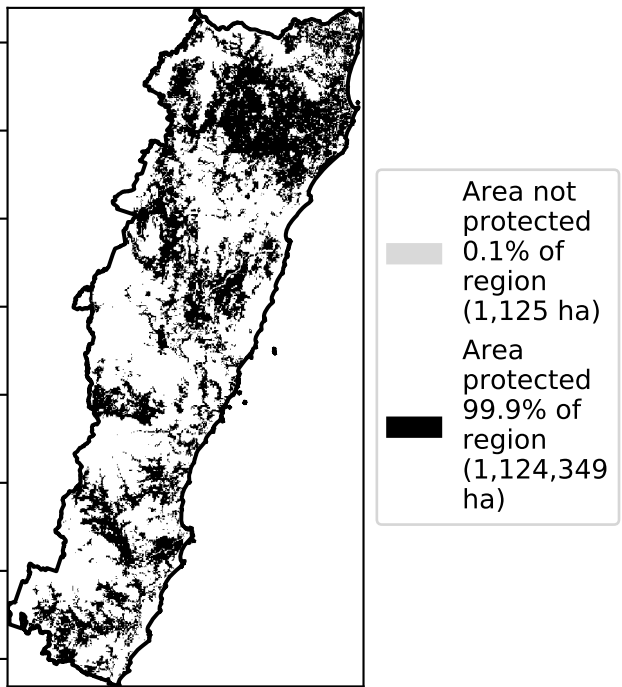 Area not
protected
0.1% of
region
(1,125 ha)
Area
protected
99.9% of
region
(1,124,349
ha)